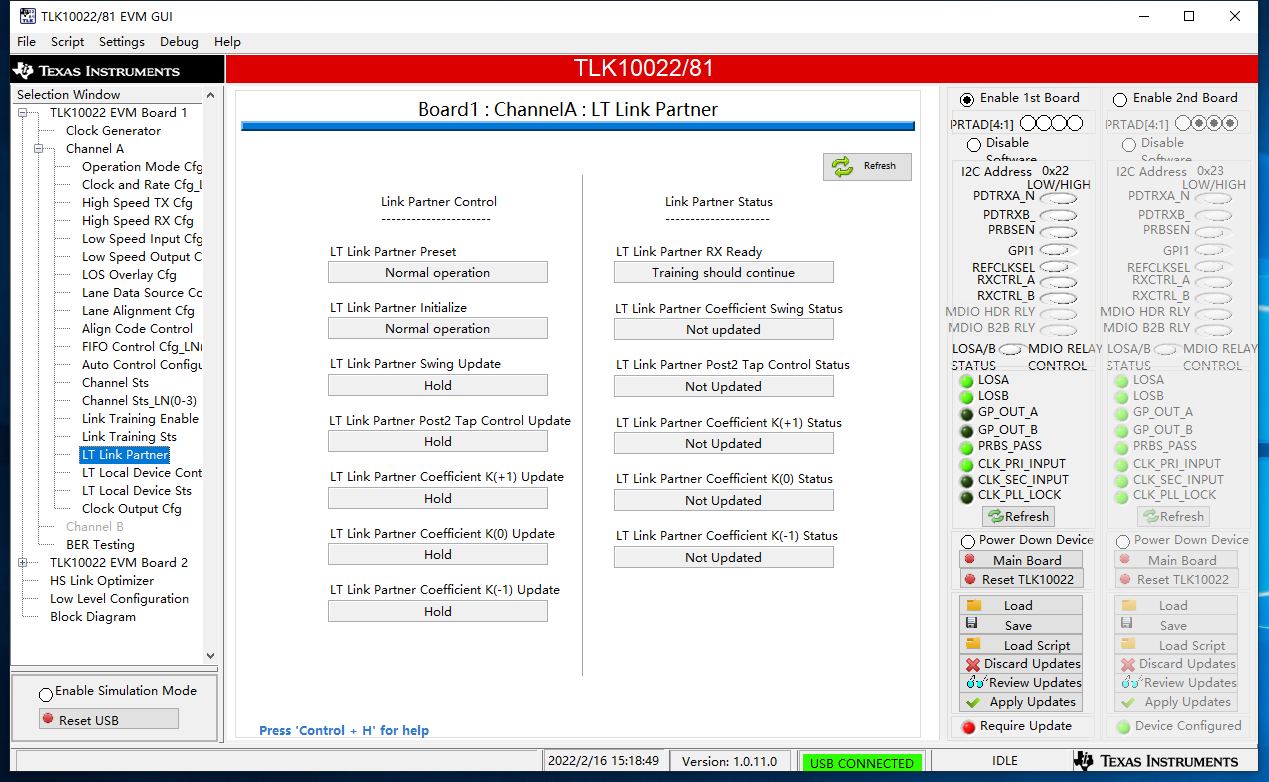 TLK10022/81 EVM GUI
File Script Settings Debug Help
TEXAS INSTRUMENTS
TLK10022/81
Selection Window
TLK10022 EVM Board 1
Clock Generator
Channel A
Operation Mode Cfg
Clock and Rate Cfg_L
High Speed TX Cfg
High Speed RX Cfg
Low Speed Input Cfg
Low Speed Output C
LOS Overlay Cfg
Lane Data Source Co
Lane Alignment Cfg
Align Code Control
FIFO Control Cfg_LN(
Auto Control Configu
Channel Sts
Channel Sts_LN(0-3)
Link Training Enable
Link Training Sts
LT Link Partner
LT Local Device Cont
LT Local Device Sts
Clock Output Cfg
Channel B
BER Testing
TLK10022 EVM Board 2
HS Link Optimizer
Low Level Configuration
Block Diagram
Enable Simulation Mode
Reset USB
Board1 : ChannelA : LT Link Partner
Refresh
Link Partner Control
----------------------
LT Link Partner Preset
Normal operation
LT Link Partner Initialize
Normal operation
LT Link Partner Swing Update
Hold
LT Link Partner Post2 Tap Control Update
Hold
LT Link Partner Coefficient K(+1) Update
Hold
LT Link Partner Coefficient K(0) Update
Hold
LT Link Partner Coefficient K(-1) Update
Hold
Link Partner Status
---------------------
LT Link Partner RX Ready
Training should continue
LT Link Partner Coefficient Swing Status
Not updated
LT Link Partner Post2 Tap Control Status
Not Updated
LT Link Partner Coefficient K(+1) Status
Not Updated
LT Link Partner Coefficient K(0) Status
Not Updated
LT Link Partner Coefficient K(-1) Status
Not Updated
Press 'Control + H' for help
Enable 1st Board
PRTAD[4:1]
Disable
Software
I2C Address 0x22
LOW/HIGH
PDTRXA_N
PDTRXB_
PRBSEN
GPI1
REFCLKSEL
RXCTRL_A
RXCTRL_B
MDIO HDR RLY
MDIO B2B RLY
LOSA/B MDIO RELAY
STATUS CONTROL
LOSA
LOSB
GP_OUT_A
GP_OUT_B
PRBS_PASS
CLK_PRI_INPUT
CLK_SEC_INPUT
CLK_PLL_LOCK
Refresh
Power Down Device
Main Board
Reset TLK10022
Load
Save
Load Script
Discard Updates
Review Updates
Apply Updates
Require Update
Enable 2nd Board
PRTAD[4:1]
Disable
Software
I2C Address 0x23
LOW/HIGH
PDTRXA_N
PDTRXB_
PRBSEN
GPI1
REFCLKSEL
RXCTRL_A
RXCTRL_B
MDIO HDR RLY
MDIO B2B RLY
LOSA/B MDIO RELAY
STATUS CONTROL
LOSA
LOSB
GP_OUT_A
GP_OUT_B
PRBS_PASS
CLK_PRI_INPUT
CLK_SEC_INPUT
CLK_PLL_LOCK
Refresh
Power Down Device
Main Board
Reset TLK10022
Load
Save
Load Script
Discard Updates
Review Updates
Apply Updates
Device Configured
2022/2/16 15:18:49 Version: 1.0.11.0 USB CONNECTED IDLE TEXAS INSTRUMENTS